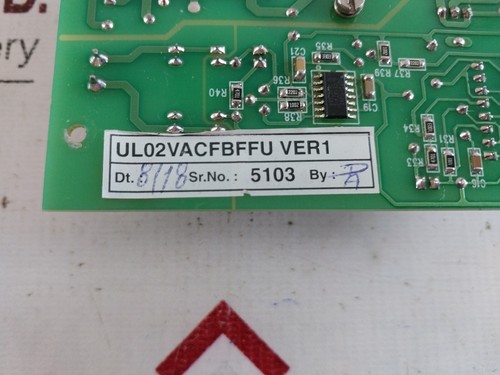 D.
ery
R35
C21
R36
R39
R37
R40
R38
C19
R34
R31
R33
C16
UL02VACFBFFU VER1
Dt.: 8/18 Sr.No.: 5103 By: